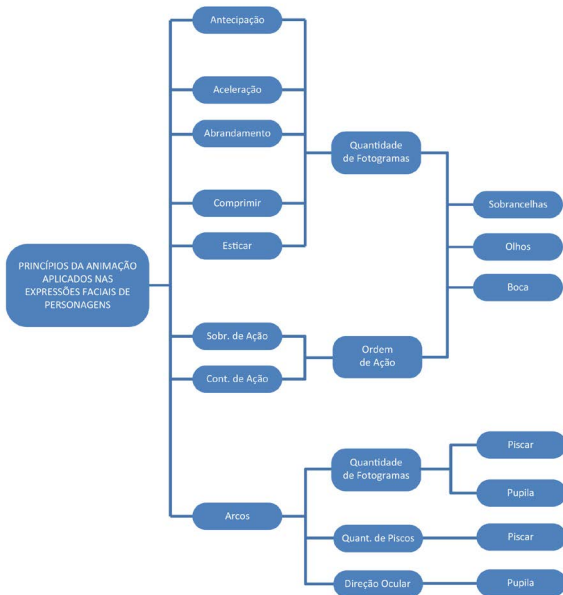 Antecipação
Aceleração
Abrandamento
Quantidade
de Fotogramas
Comprimir
Sobrancelhas
Esticar
Olhos
PRINCÍPIOS DA ANIMAÇÃO
APLICADOS NAS
EXPRESSÕES FACIAIS DE
PERSONAGENS
Boca
Sobr. de Ação
Ordem
de Ação
Cont. de Ação
Piscar
Quantidade
de Fotogramas
Pupila
Arcos
Quant. de Piscos
Piscar
Direção Ocular
Pupila